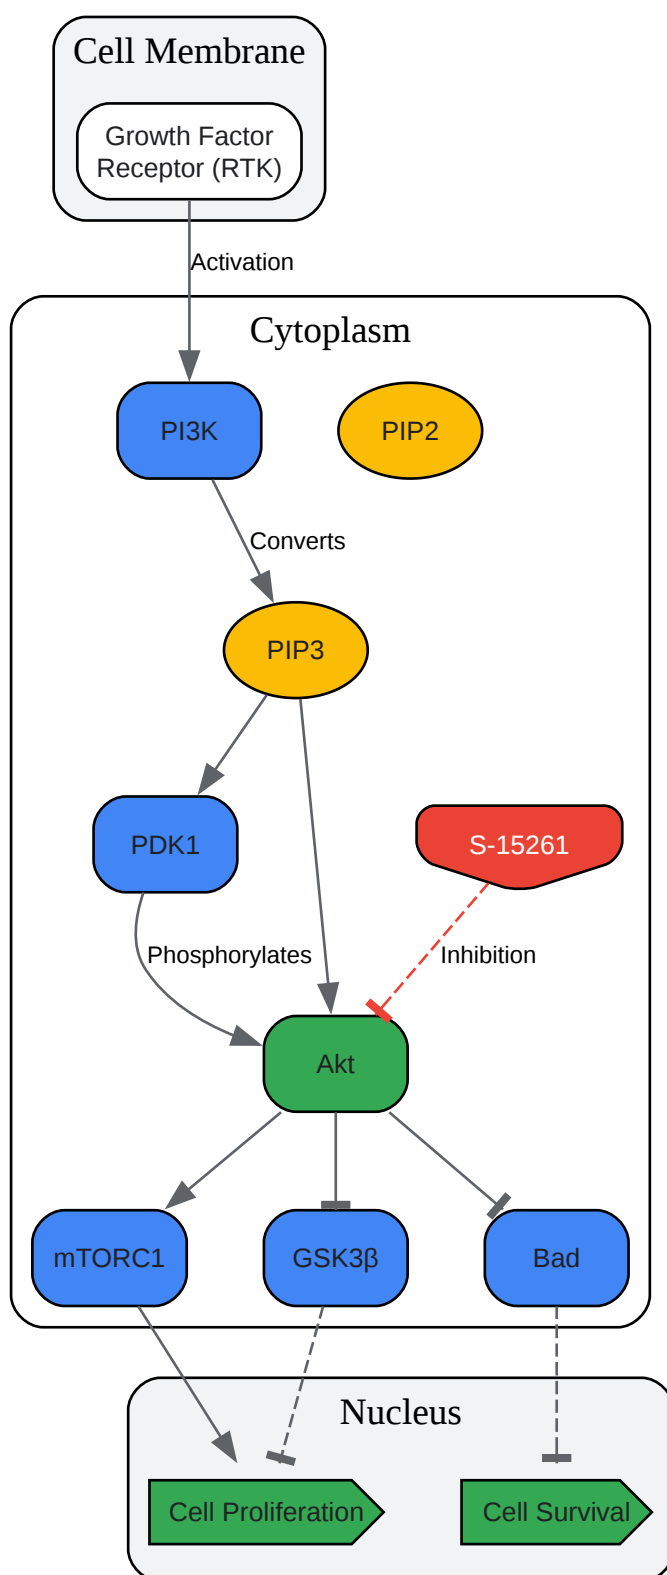 Cell Membrane
Growth Factor
Receptor (RTK)
Activation
Cytoplasm
PI3K
PIP2
Converts
PIP3
PDK1
S-15261
Phosphorylates
Inhibition
Akt
mTORC1
GSK3β
Bad
Nucleus
Cell Proliferation
Cell Survival